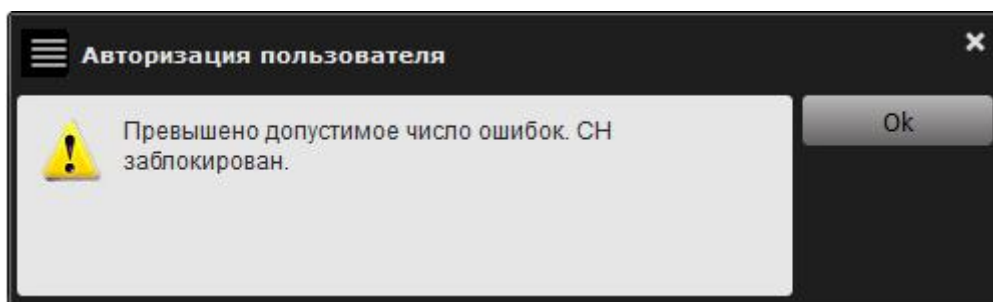 Авторизация пользователя
Превышено допустимое число ошибок. СН
заблокирован.
Ok